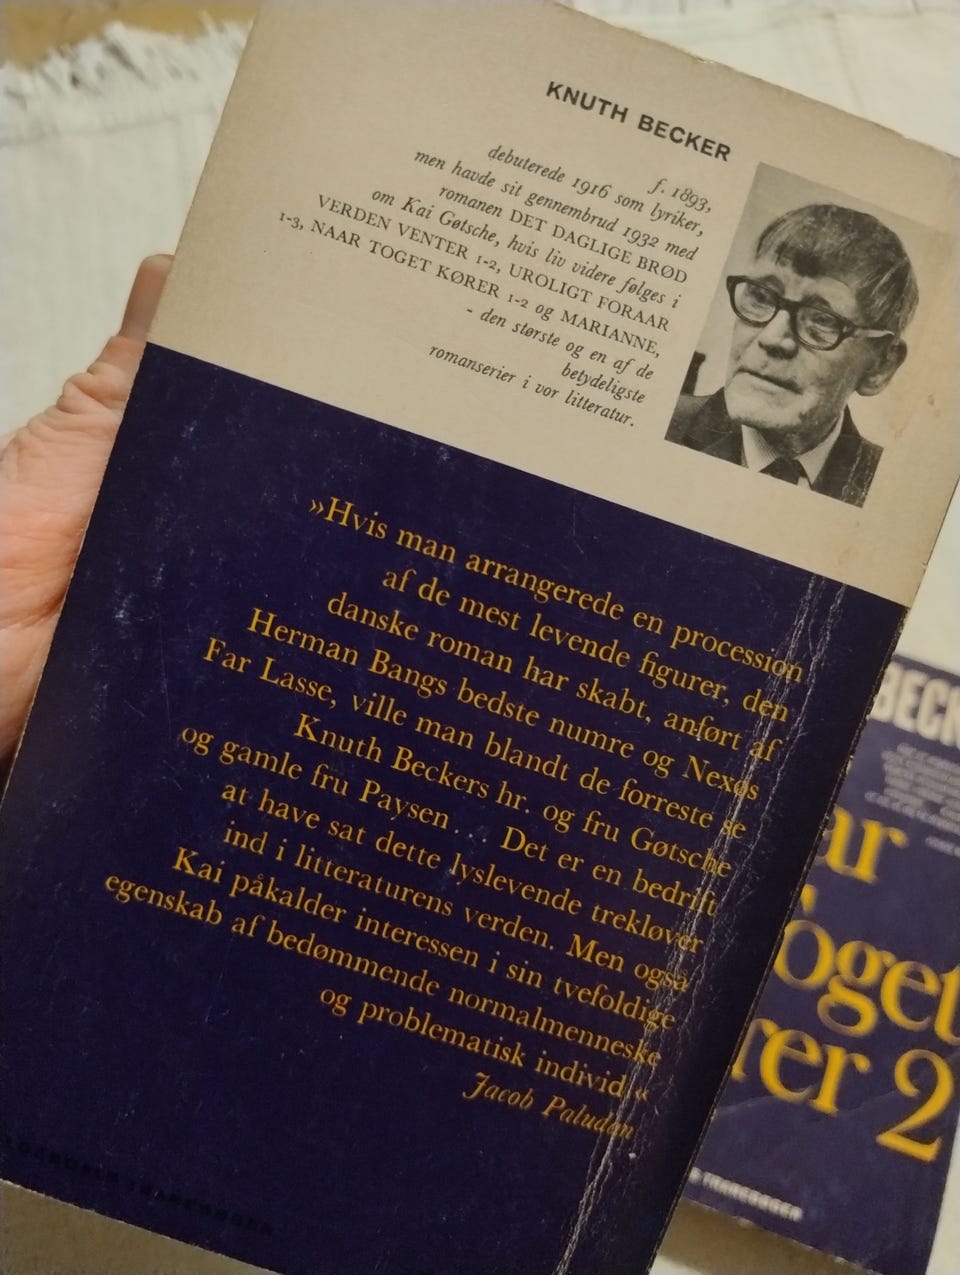 KNUTH BECKER
f. 1893,
debuterede 1916 som lyriker,
men havde sit gennembrud 1932 med
romanen DET DAGLIGE BRØD
om Kai Gøtsche, hvis liv videre følges i
VERDEN VENTER 1-2, UROLIGT FORAAR
1-3, NAAR TOGET KØRER 1-2 og MARIANNE,
- den største og en af de
betydeligste
romanserier i vor litteratur.
»Hvis man arrangerede en procession
af de mest levende figurer, den
danske roman har skabt, anført af
Herman Bangs bedste numre og Nexøs
Far Lasse, ville man blandt de forreste se
Knuth Beckers hr. og fru Gøtsche
og gamle fru Paysen . . . Det er en bedrift
at have sat dette lyslevende trekløver
ind i litteraturens verden. Men også
Kai påkalder interessen i sin tvefoldige
egenskab af bedømmende normalmenneske
og problematisk individ.«
Jacob Paludan
BECK
ar
oget
rer 2
TRANEBØGER